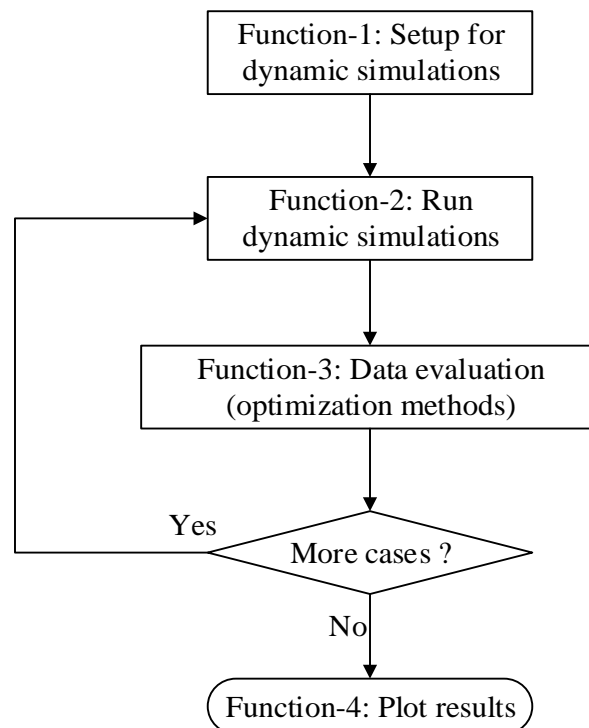 Function-1: Setup for
dynamic simulations
Function-2: Run
dynamic simulations
Function-3: Data evaluation
(optimization methods)
Yes
More cases ?
No
Function-4: Plot results